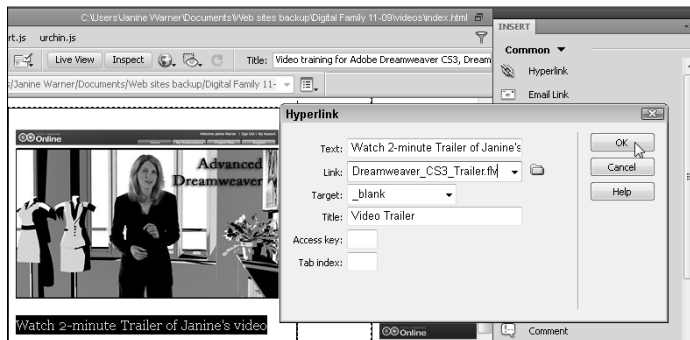 C:\Users\Janine Warner\Documents\Web sites backup\Digital Family 11-09\videos\index.html
rt.js urchin.js
Live View Inspect Title: Video training for Adobe Dreamweaver CS3, Dream
s/Janine Warner/Documents/Web sites backup/Digital Family 11-
INSERT
Common
Hyperlink
Email Link
Online
Advanced
Dreamweaver
Watch 2-minute Trailer of Janine's video
Hyperlink
Text: Watch 2-minute Trailer of Janine's
Link: Dreamweaver_CS3_Trailer.flv
Target: _blank
Title: Video Trailer
Access key:
Tab index:
OK
Cancel
Help
Online
Comment